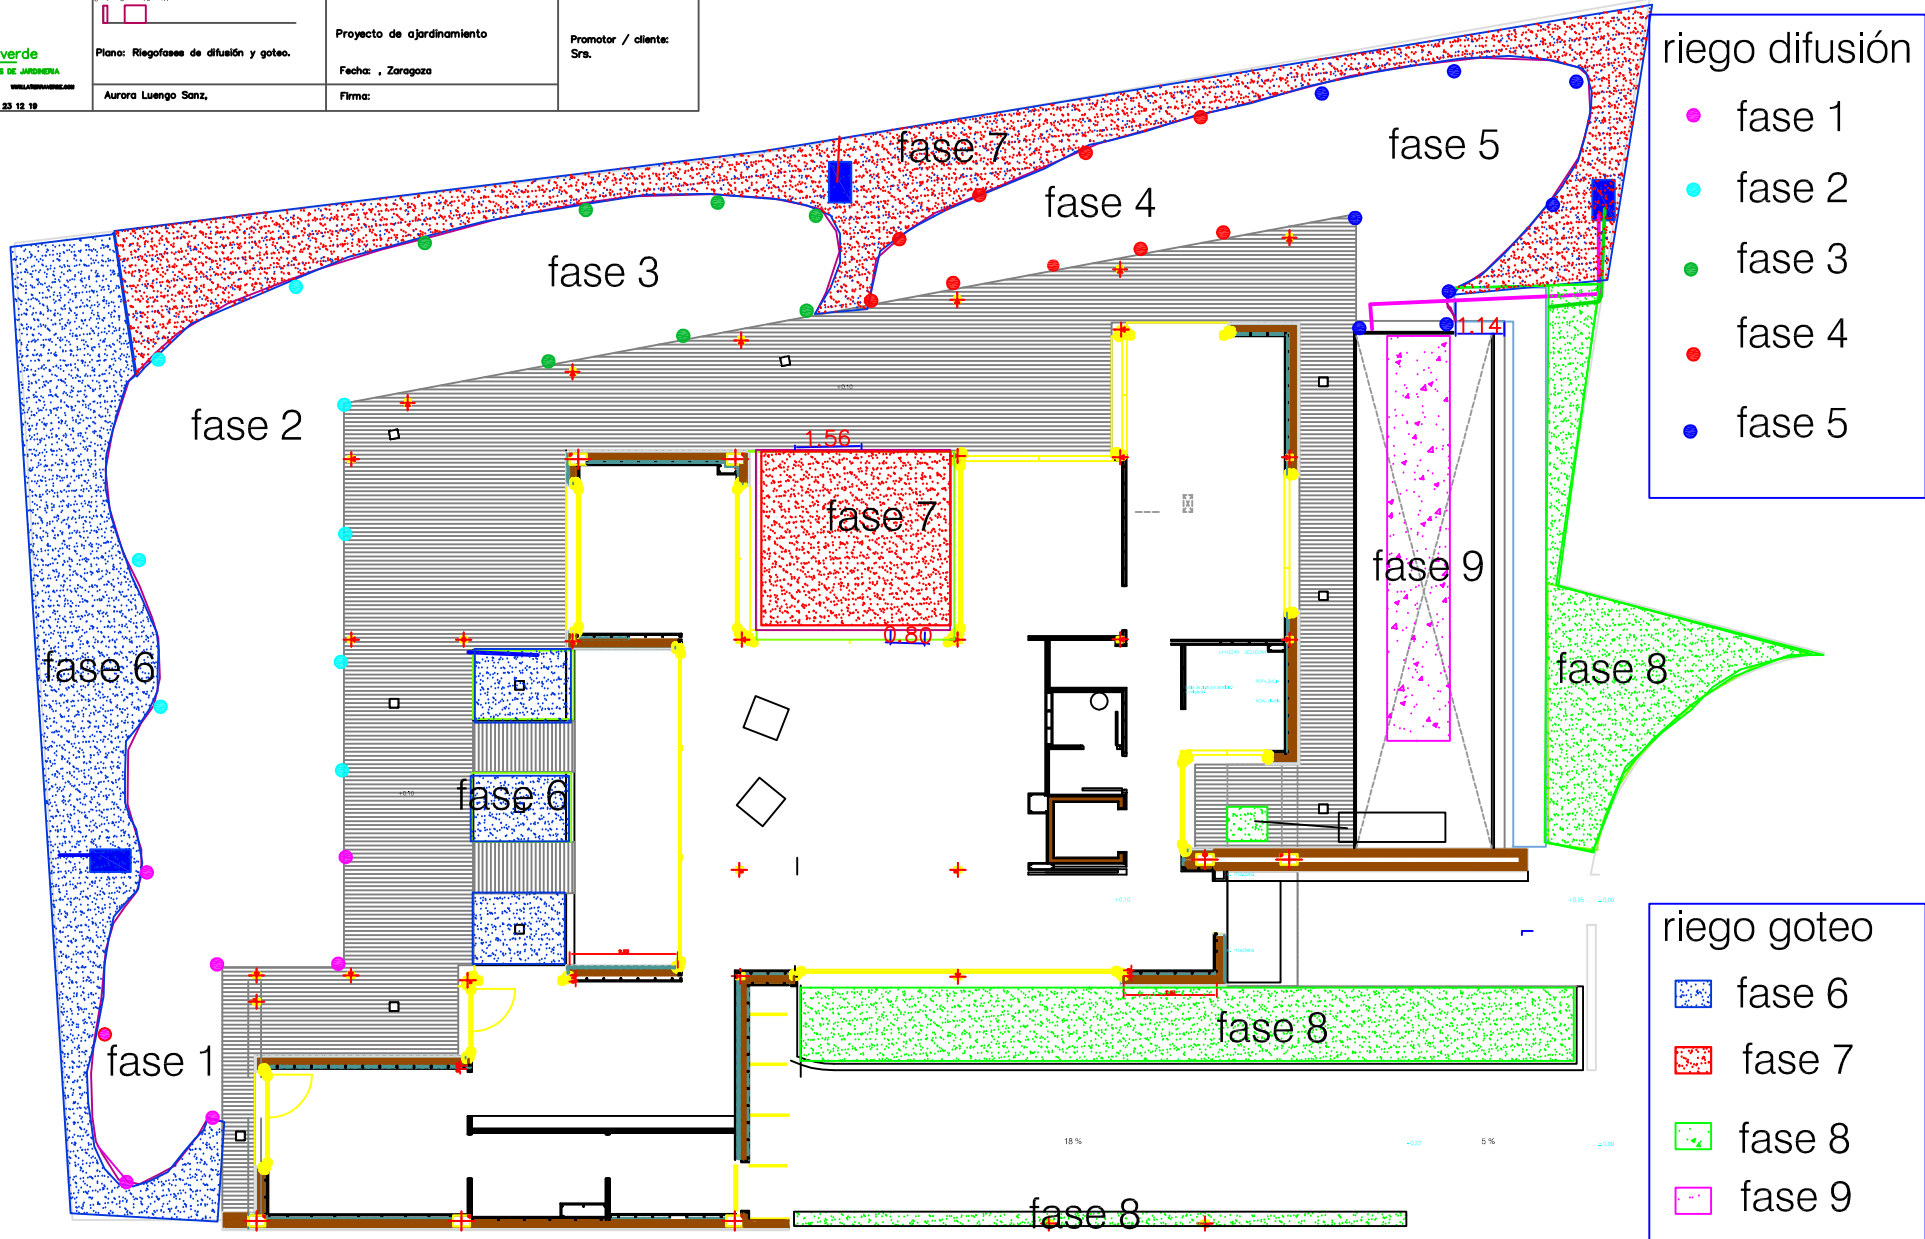 verde
S DE JARDINERIA
23 12 19
Plano: Riegofases de difusión y goteo.
Aurora Luengo Sanz,
Proyecto de ajardinamiento
Fecha: , Zaragoza
Firma:
Promotor / cliente:
Srs.
riego difusión
fase 1
fase 2
fase 3
fase 4
fase 5
fase 7
fase 5
fase 4
fase 3
1.14
fase 2
1.56
fase 7
fase 9
0.80
fase 6
fase 8
fase 6
fase 8
fase 1
18 %
5 %
fase 8
riego goteo
fase 6
fase 7
fase 8
fase 9